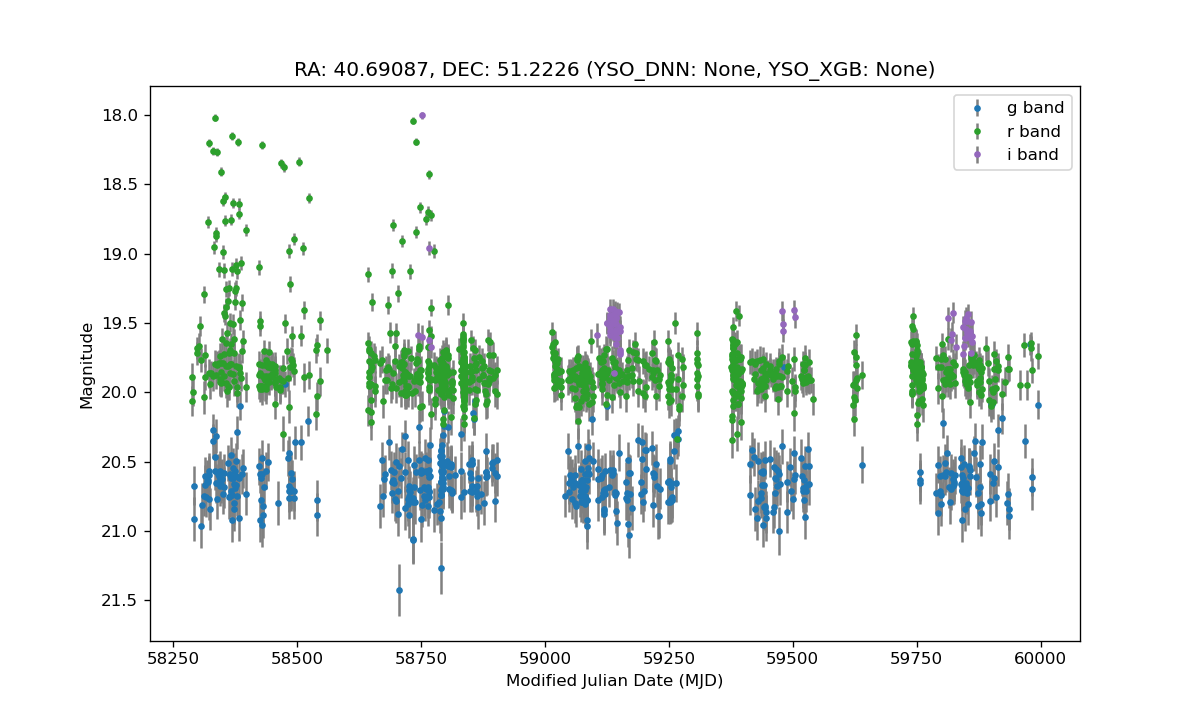 RA: 40.69087, DEC: 51.2226 (YSO_DNN: None, YSO_XGB: None)
g band
r band
i band
18.0
18.5
19.0
19.5
20.0
20.5
21.0
21.5
Magnitude
58250
58500
58750
59000
59250
59500
59750
60000
Modified Julian Date (MJD)